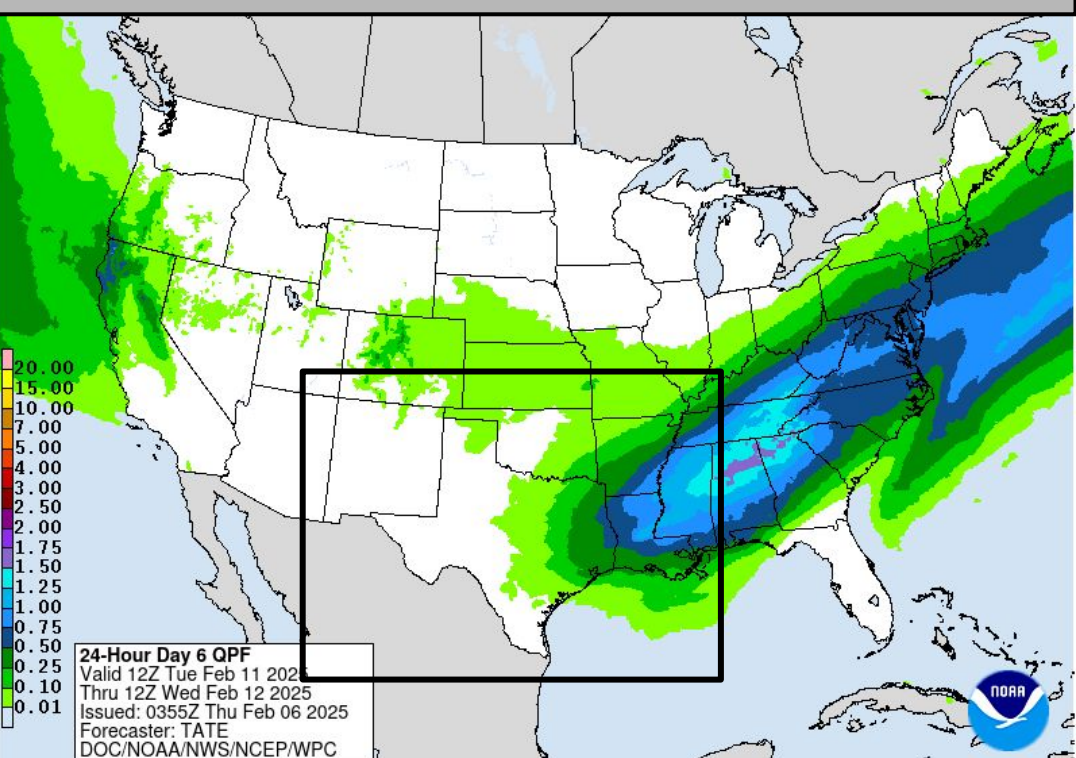 20.00
15.00
10.00
7.00
5.00
4.00
3.00
2.50
2.00
1.75
1.50
1.25
1.00
0.75
0.50
0.25
0.10
0.01
24-Hour Day 6 QPF
Valid 12Z Tue Feb 11 2025
Thru 12Z Wed Feb 12 2025
Issued: 0355Z Thu Feb 06 2025
Forecaster: TATE
DOC/NOAA/NWS/NCEP/WPC
NOAA